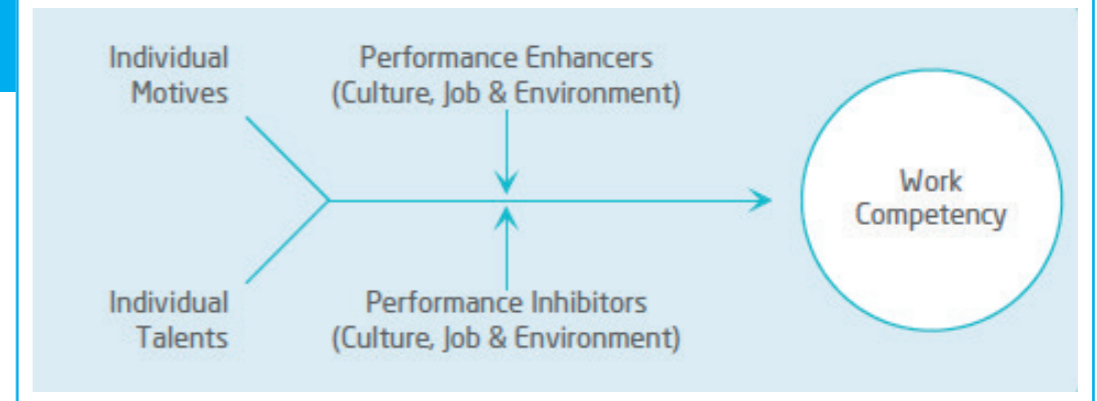 Individual
Motives
Performance Enhancers
(Culture, Job & Environment)
Work
Competency
Individual
Talents
Performance Inhibitors
(Culture, Job & Environment)